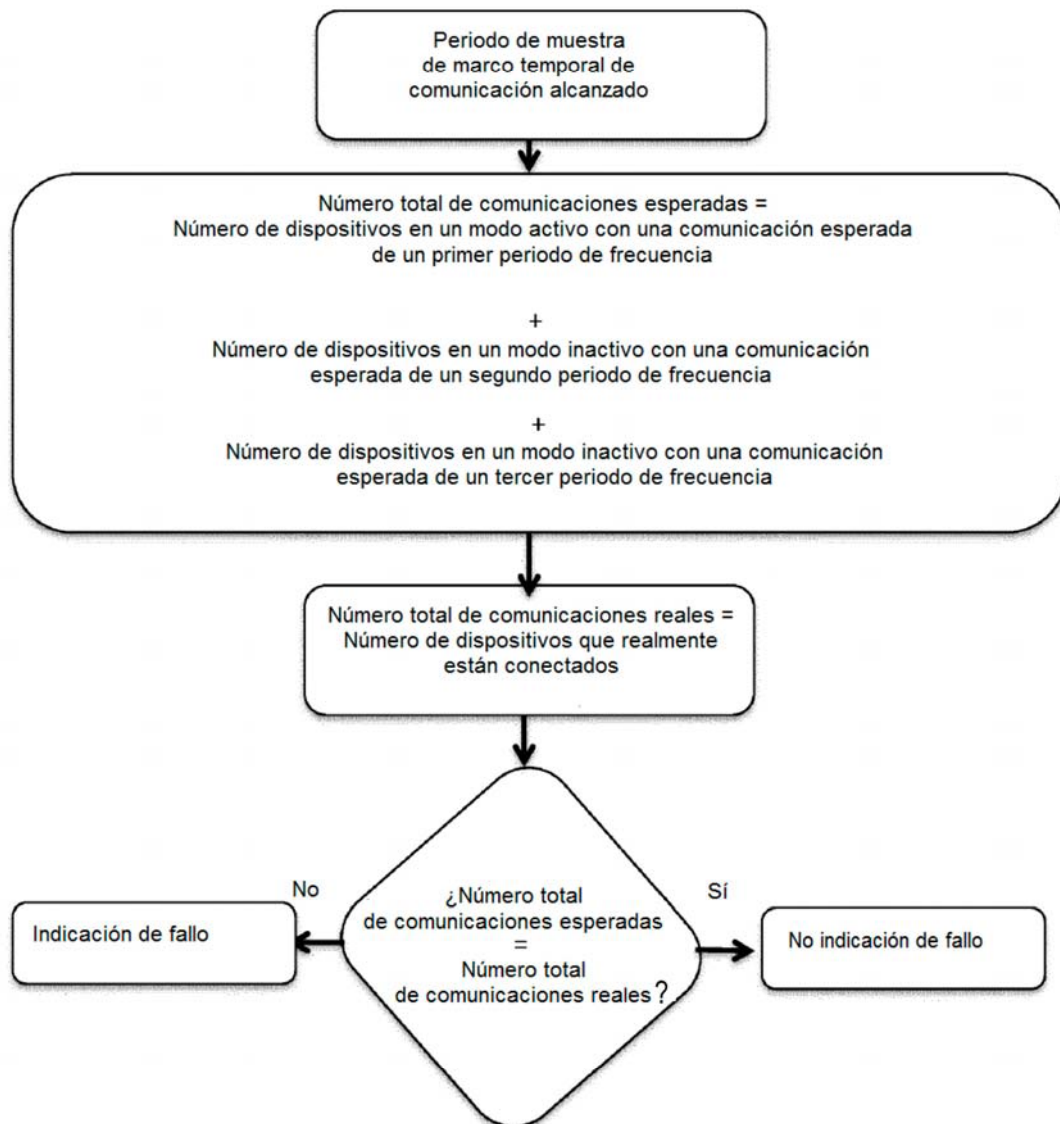 Periodo de muestra
de marco temporal de
comunicación alcanzado
Número total de comunicaciones esperadas =
Número de dispositivos en un modo activo con una comunicación esperada
de un primer periodo de frecuencia
+
Número de dispositivos en un modo inactivo con una comunicación
esperada de un segundo periodo de frecuencia
+
Número de dispositivos en un modo inactivo con una comunicación
esperada de un tercer periodo de frecuencia
Número total de comunicaciones reales =
Número de dispositivos que realmente
están conectados
No
Sí
¿Número total
de comunicaciones esperadas
=
Número total
de comunicaciones reales?
Indicación de fallo
No indicación de fallo